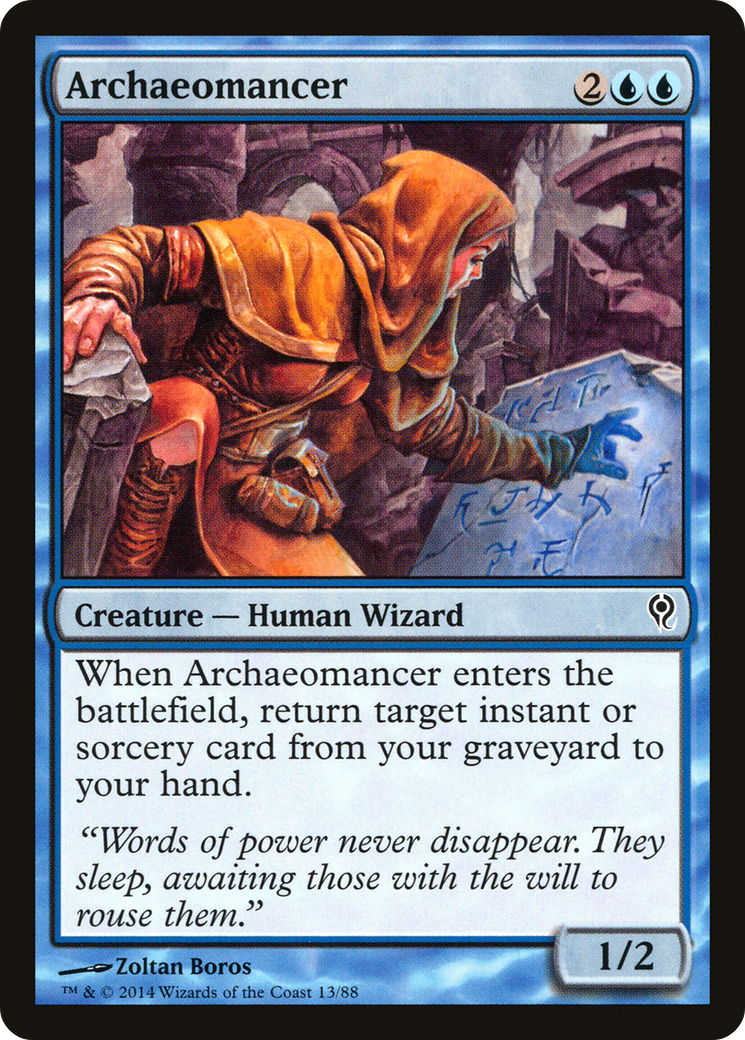 Archaeomancer 2
Creature — Human Wizard
When Archaeomancer enters the
battlefield, return target instant or
sorcery card from your graveyard to
your hand.
“Words of power never disappear. They
sleep, awaiting those with the will to
rouse them.”
1/2
Zoltan Boros
™ & © 2014 Wizards of the Coast 13/88